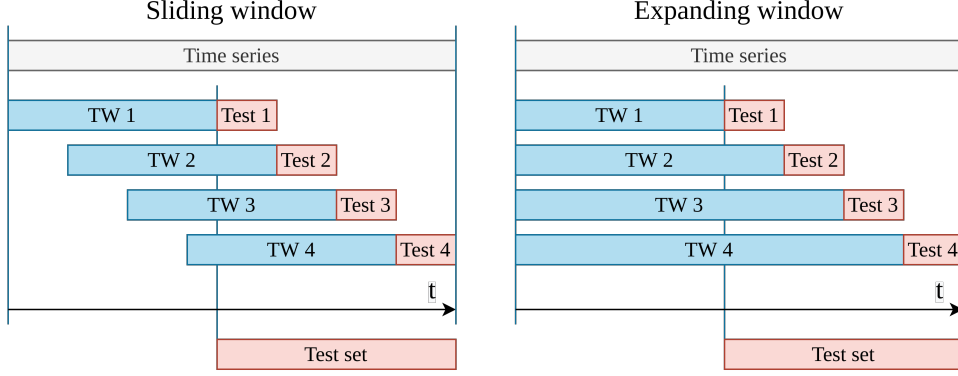 Sliding window
Time series
TW 1 Test 1
TW 2 Test 2
TW 3 Test 3
TW 4 Test 4
t
Test set
Expanding window
Time series
TW 1 Test 1
TW 2 Test 2
TW 3 Test 3
TW 4 Test 4
t
Test set